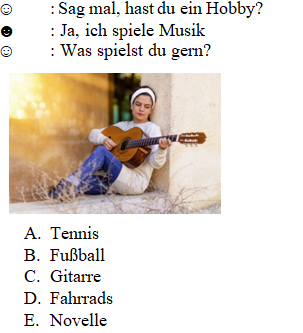 ☺ : Sag mal, hast du ein Hobby?
☻ : Ja, ich spiele Musik
☺ : Was spielst du gern?
A. Tennis
B. Fußball
C. Gitarre
D. Fahrrads
E. Novelle